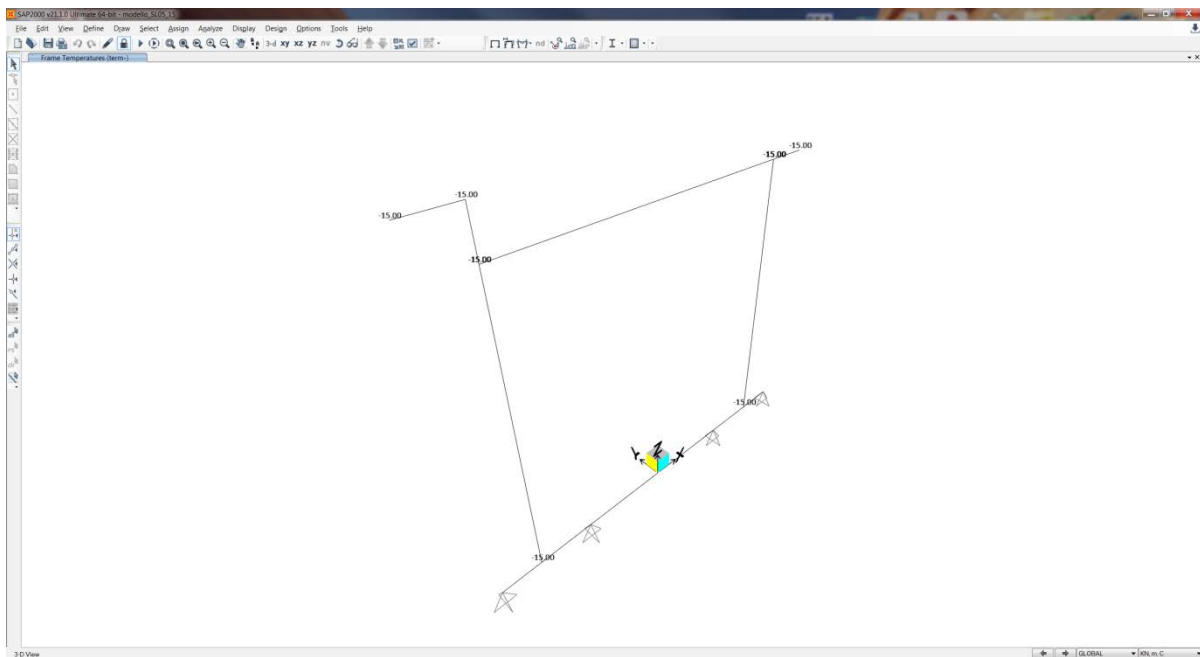 SAP2000 v21.1.0 Ultimate 64-bit - modello_SL05_15
File Edit View Define Draw Select Assign Analyze Display Design Options Tools Help
3-d xy xz yz nv nd
Frame Temperatures (term-)
-15.00
-15.00
-15.00
-15.00
-15.00
-15.00
-15.00
Z
Y X
3-D View GLOBAL KN, m, C